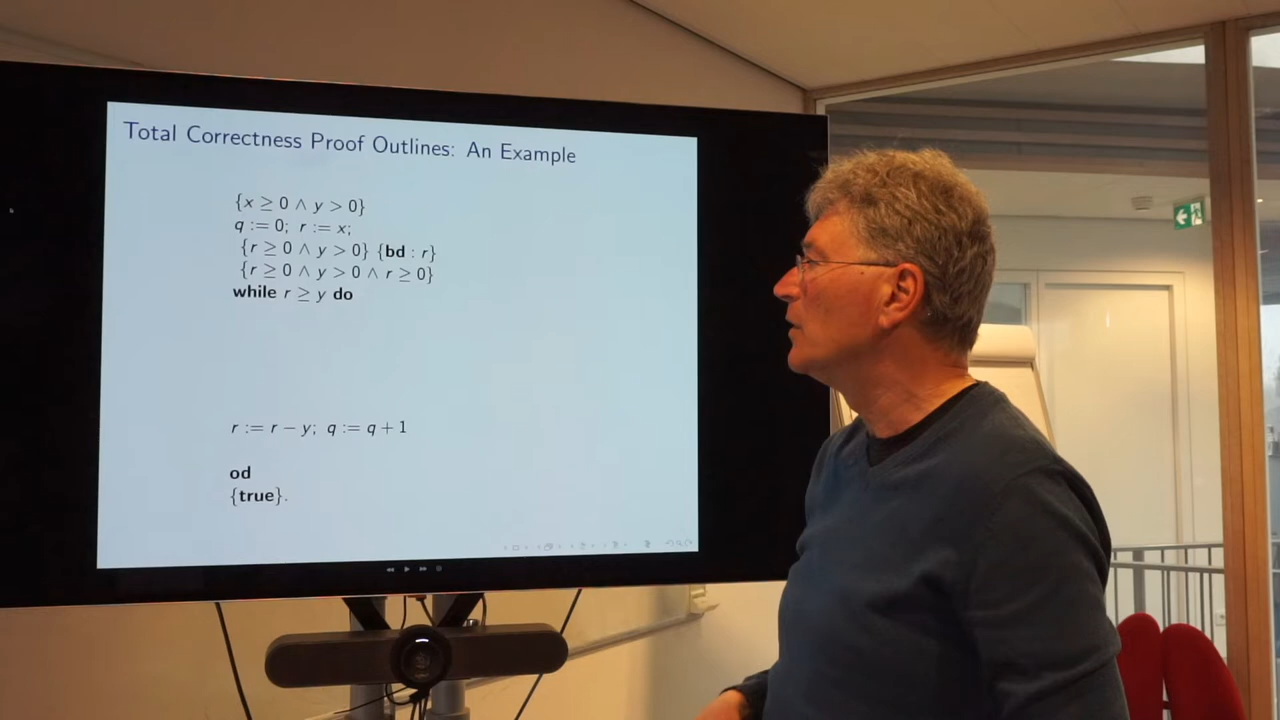 Total Correctness Proof Outlines: An Example
{x ≥ 0 ∧ y > 0}
q := 0; r := x;
{r ≥ 0 ∧ y > 0} {bd : r}
{r ≥ 0 ∧ y > 0 ∧ r ≥ 0}
while r ≥ y do
r := r − y; q := q + 1
od
{true}.